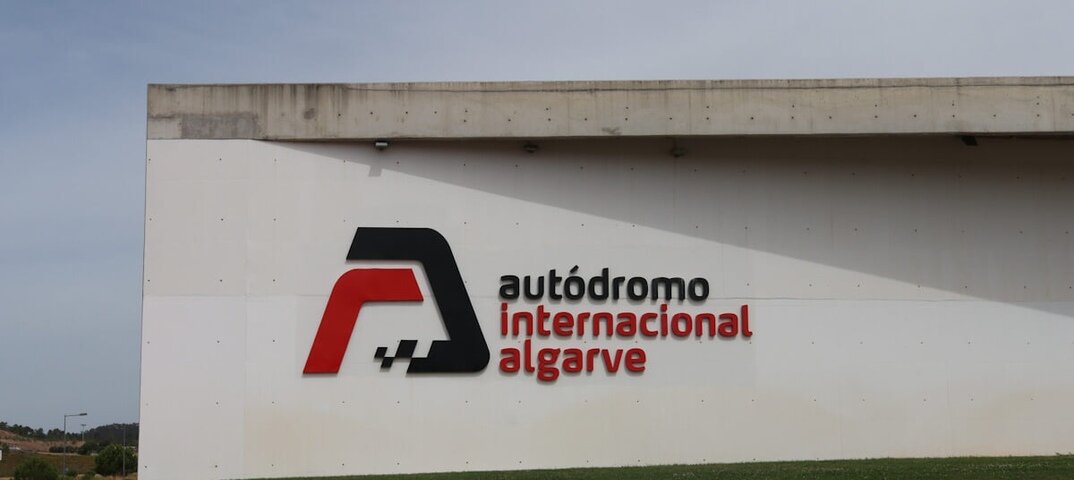 autódromo
internacional
algarve